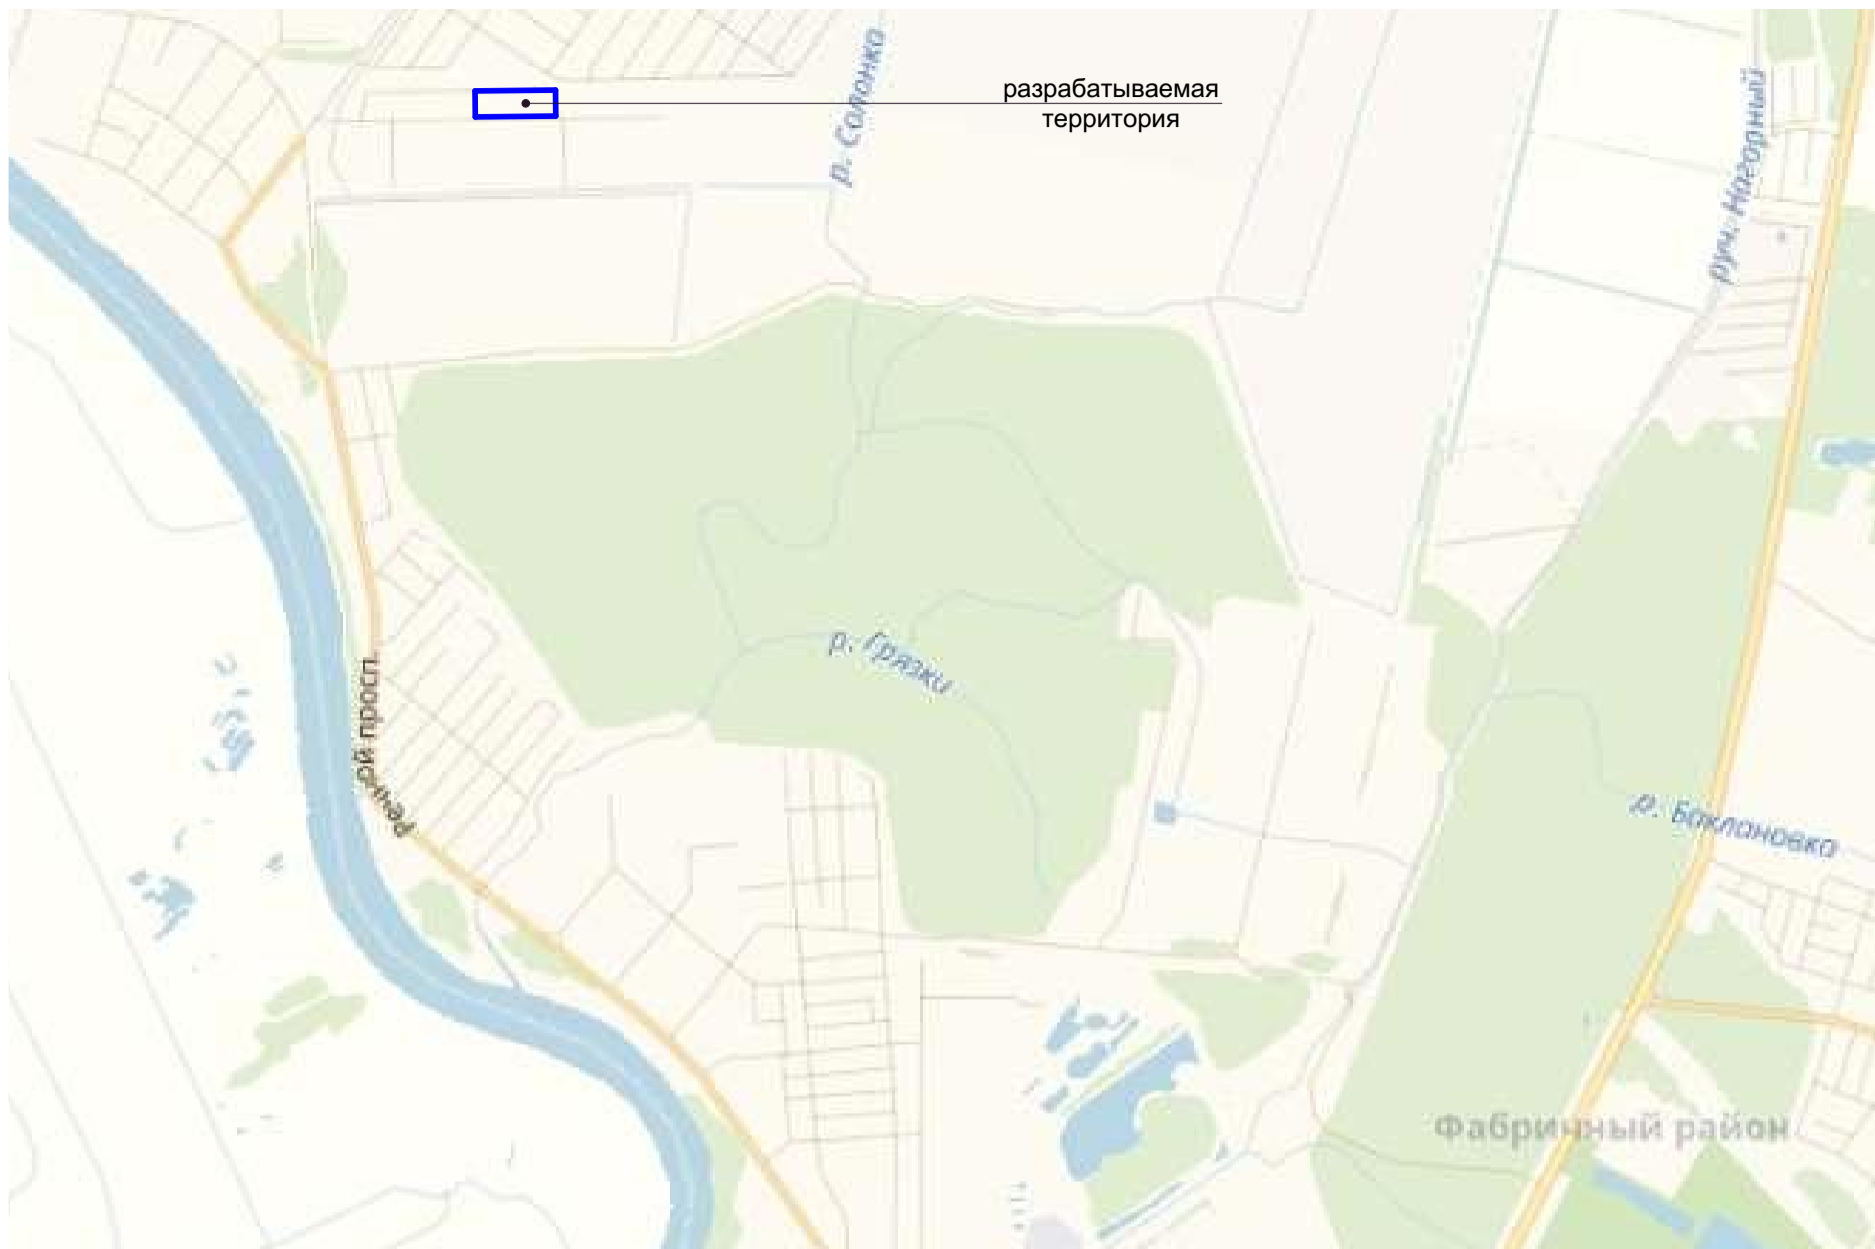 разрабатываемая
территория
р. Солонка
руч. Нагорный
р. Грязки
Речной просп.
р. Баклановка
Фабричный район